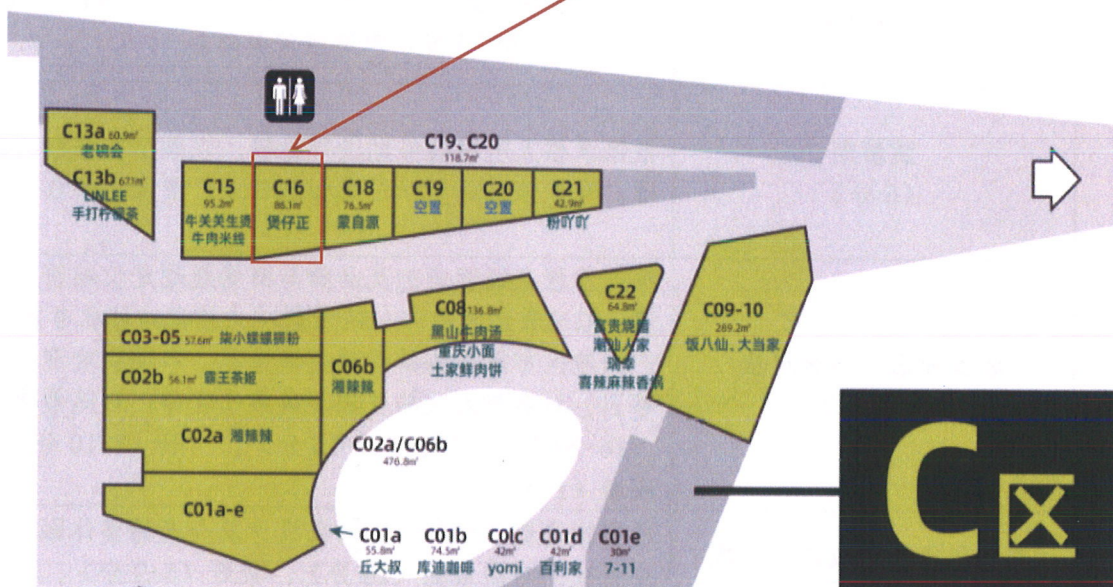 C13a 60.9㎡
老碗会
C13b 67.1㎡
LINLEE
手打柠檬茶
C19、C20
118.7㎡
C15
95.2㎡
牛关关生烫
牛肉米线
C16
86.1㎡
煲仔正
C18
76.5㎡
蒙自源
C19
空置
C20
空置
C21
42.9㎡
粉吖吖
C03-05 57.6㎡ 柒小螺螺狮粉
C02b 56.1㎡ 霸王茶姬
C02a 湘辣辣
C06b
湘辣辣
C08 136.8㎡
黑山牛肉汤
重庆小面
土家鲜肉饼
C22
64.8㎡
富贵烧腊
潮汕人家
瑞幸
喜辣麻辣香锅
C09-10
289.2㎡
饭八仙、大当家
C02a/C06b
476.8㎡
C01a-e
C01a
55.8㎡
丘大叔
C01b
74.5㎡
库迪咖啡
C01c
42㎡
yomi
C01d
42㎡
百利家
C01e
30㎡
7-11
C区